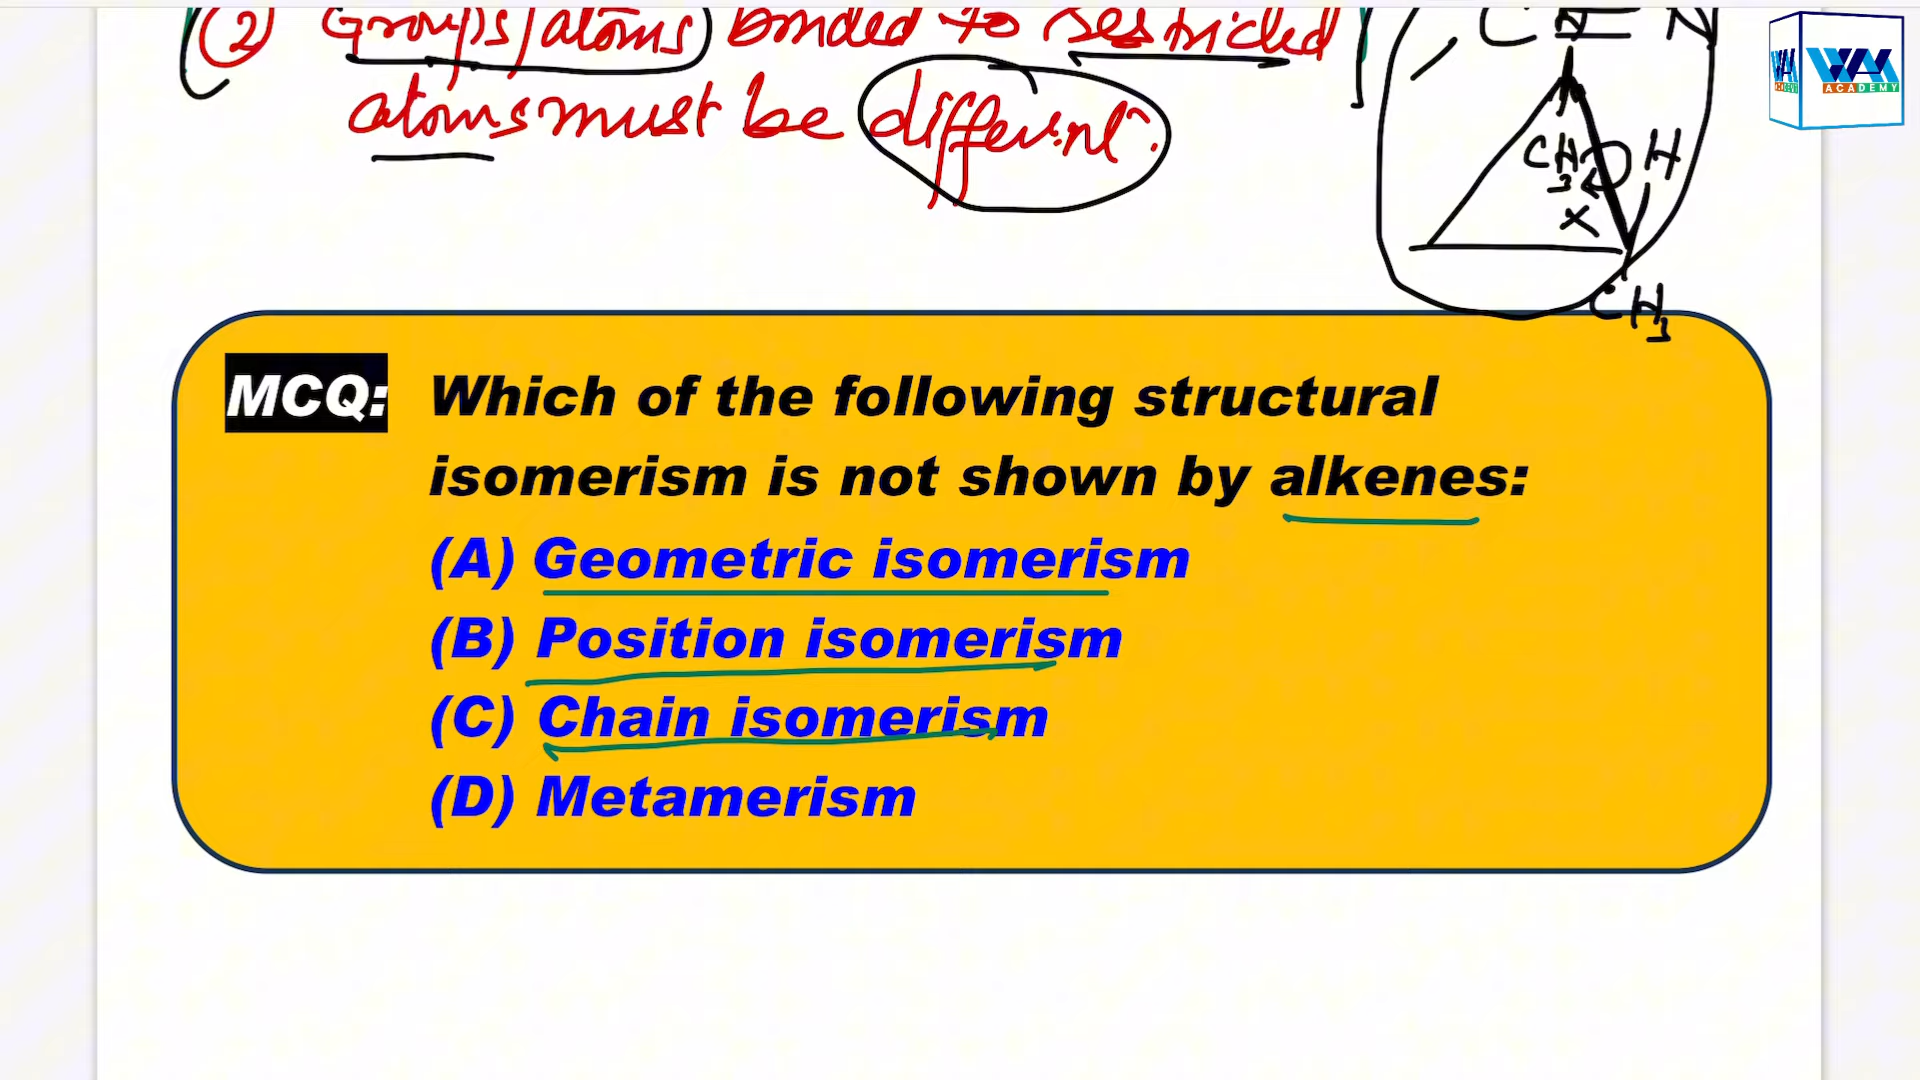 (2) Groups/atoms bonded to restricted
atoms must be different.
C = N
CH3 H
X
CH3
WAM ACADEMY
MCQ: Which of the following structural
isomerism is not shown by alkenes:
(A) Geometric isomerism
(B) Position isomerism
(C) Chain isomerism
(D) Metamerism